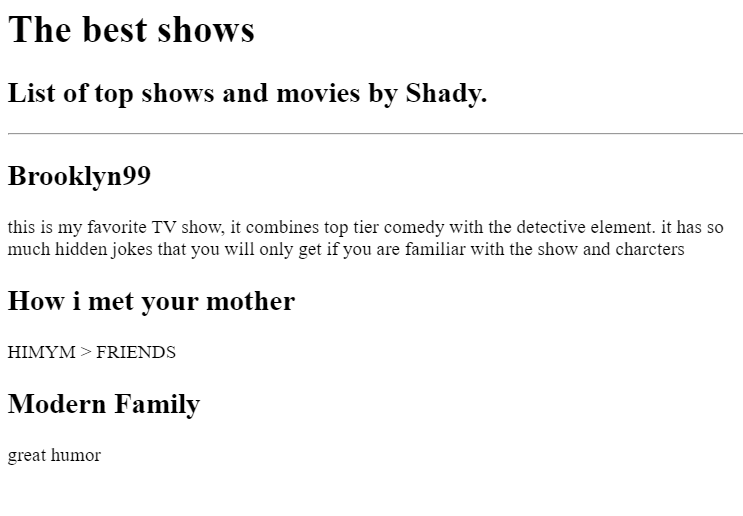 The best shows
List of top shows and movies by Shady.
Brooklyn99
this is my favorite TV show, it combines top tier comedy with the detective element. it has so
much hidden jokes that you will only get if you are familiar with the show and charcters
How i met your mother
HIMYM > FRIENDS
Modern Family
great humor